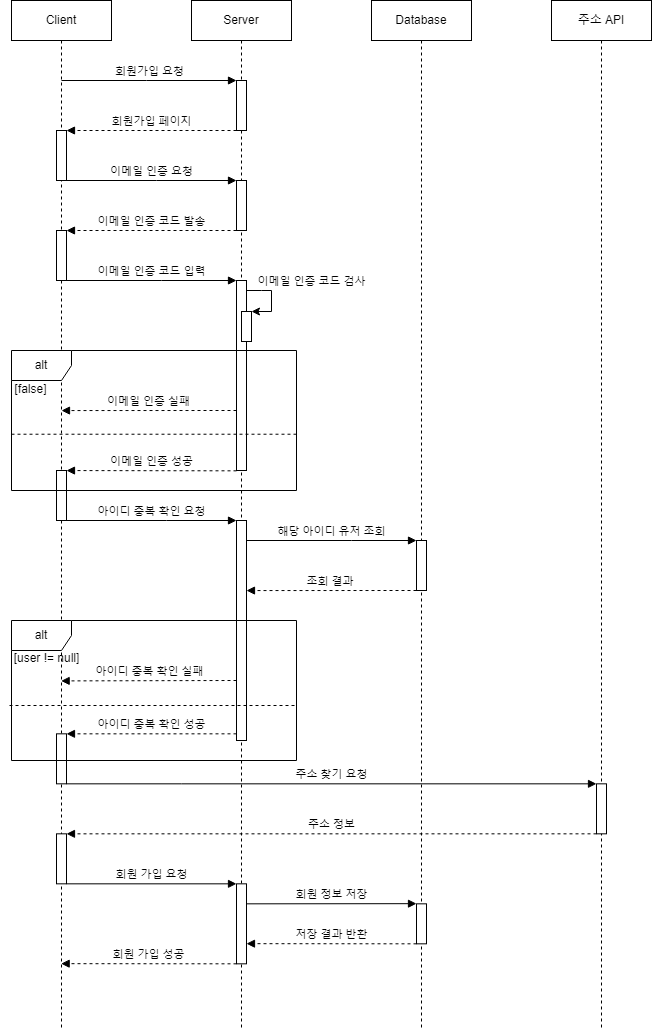 Client
Server
Database
주소 API
회원가입 요청
회원가입 페이지
이메일 인증 요청
이메일 인증 코드 발송
이메일 인증 코드 입력
이메일 인증 코드 검사
alt
[false]
이메일 인증 실패
이메일 인증 성공
아이디 중복 확인 요청
해당 아이디 유저 조회
조회 결과
alt
[user != null]
아이디 중복 확인 실패
아이디 중복 확인 성공
주소 찾기 요청
주소 정보
회원 가입 요청
회원 정보 저장
저장 결과 반환
회원 가입 성공